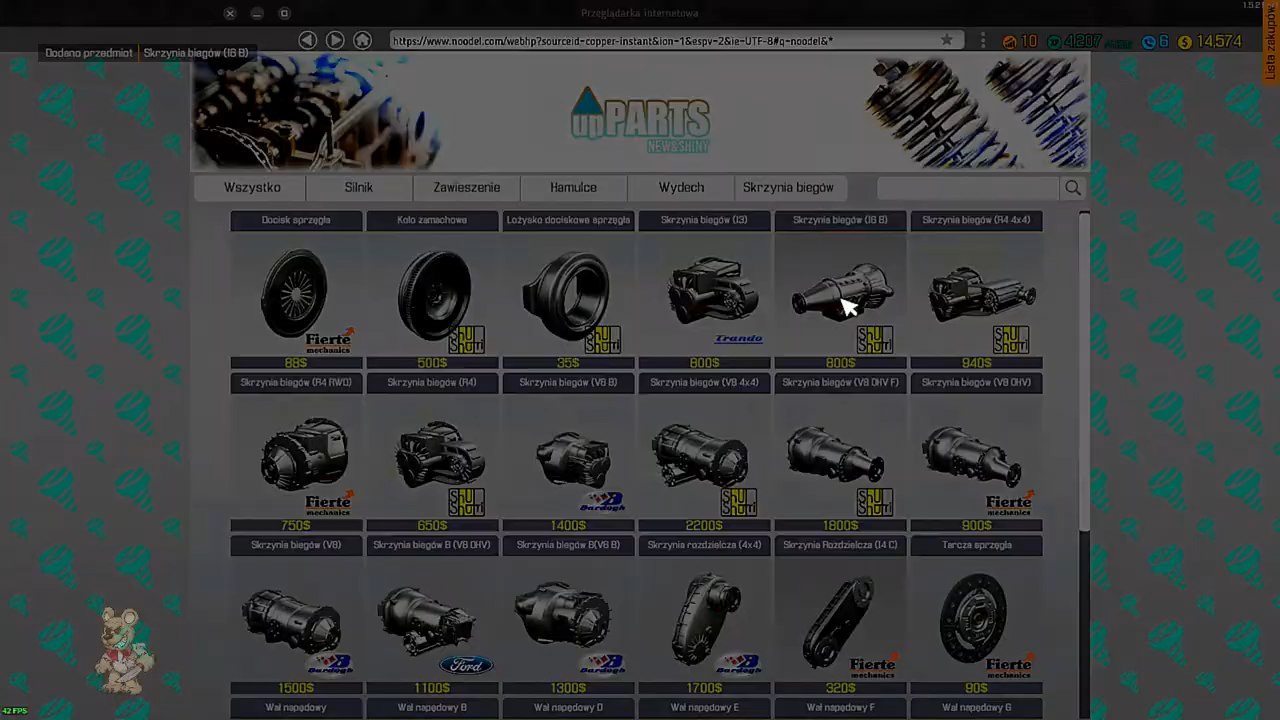 Przeglądarka internetowa
1.5.2
https://www.noodel.com/webhp?sourceid-copper-instant&ion-1&espv-2&ie-UTF-8#q-noodel&*
10
4207
6
14,574
Lista zakupów
Dodano przedmiot Skrzynia biegów (I6 B)
upPARTS
NEW&SHINY
Wszystko Silnik Zawieszenie Hamulce Wydech Skrzynia biegów
Docisk sprzęgła Koło zamachowe Łożysko dociskowe sprzęgła Skrzynia biegów (I3) Skrzynia biegów (I6 B) Skrzynia biegów (R4 4x4)
Fierte mechanics Trando
88$ 500$ 35$ 800$ 800$ 940$
Skrzynia biegów (R4 RWD) Skrzynia biegów (R4) Skrzynia biegów (V6 B) Skrzynia biegów (V8 4x4) Skrzynia biegów (V8 OHV F) Skrzynia biegów (V8 OHV)
Fierte mechanics Fierte mechanics
750$ 650$ 1400$ 2200$ 1800$ 900$
Skrzynia biegów (V8) Skrzynia biegów B (V8 OHV) Skrzynia biegów B(V6 B) Skrzynia rozdzielcza (4x4) Skrzynia Rozdzielcza (I4 C) Tarcza sprzęgła
Ford Fierte mechanics Fierte mechanics
1500$ 1100$ 1300$ 1700$ 320$ 90$
Wał napędowy Wał napędowy B Wał napędowy D Wał napędowy E Wał napędowy F Wał napędowy G
42 FPS